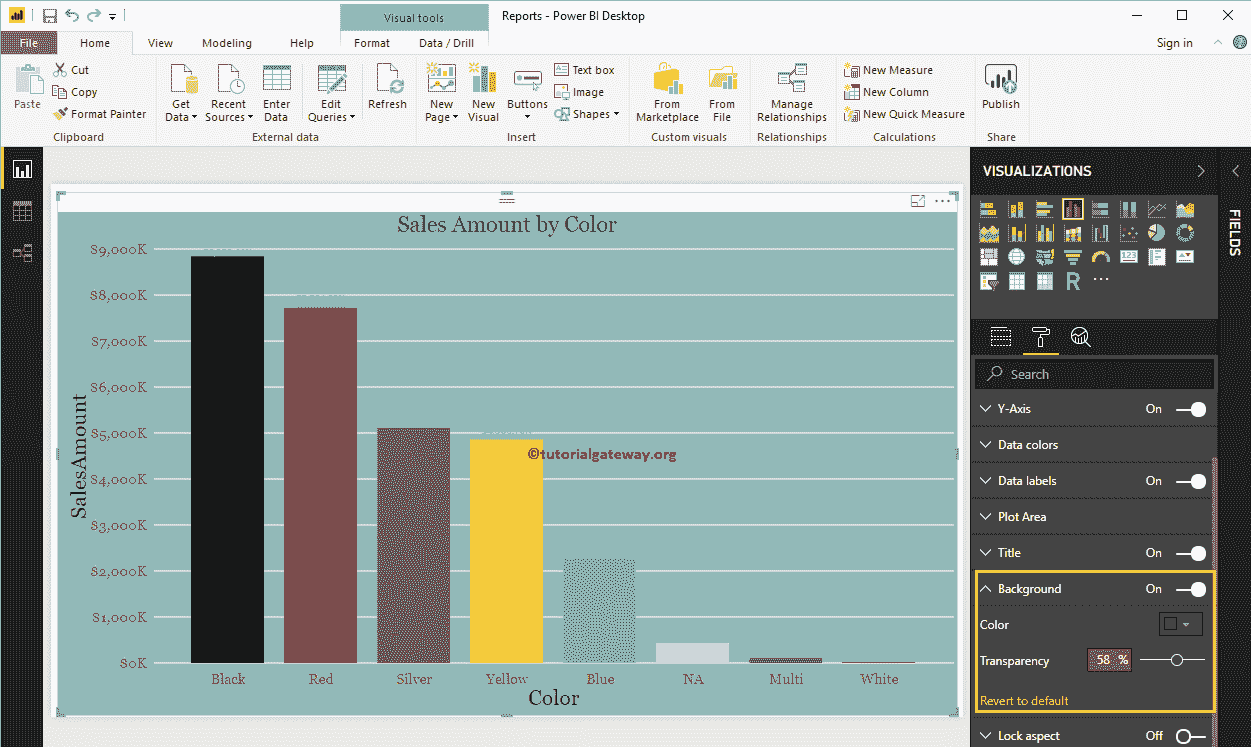 Visual tools
Reports - Power BI Desktop
File
Home
View
Modeling
Help
Format
Data / Drill
Sign in
Paste
Cut
Copy
Format Painter
Clipboard
Get Data
Recent Sources
Enter Data
Edit Queries
External data
Refresh
New Page
New Visual
Buttons
Text box
Image
Shapes
Insert
From Marketplace
From File
Custom visuals
Manage Relationships
Relationships
New Measure
New Column
New Quick Measure
Calculations
Publish
Share
Sales Amount by Color
$9,000K
$8,000K
$7,000K
$6,000K
$5,000K
$4,000K
$3,000K
$2,000K
$1,000K
$0K
SalesAmount
©tutorialgateway.org
Black
Red
Silver
Yellow
Blue
NA
Multi
White
Color
VISUALIZATIONS
123
R
FIELDS
Search
Y-Axis On
Data colors
Data labels On
Plot Area
Title On
Background On
Color
Transparency 58 %
Revert to default
Lock aspect Off